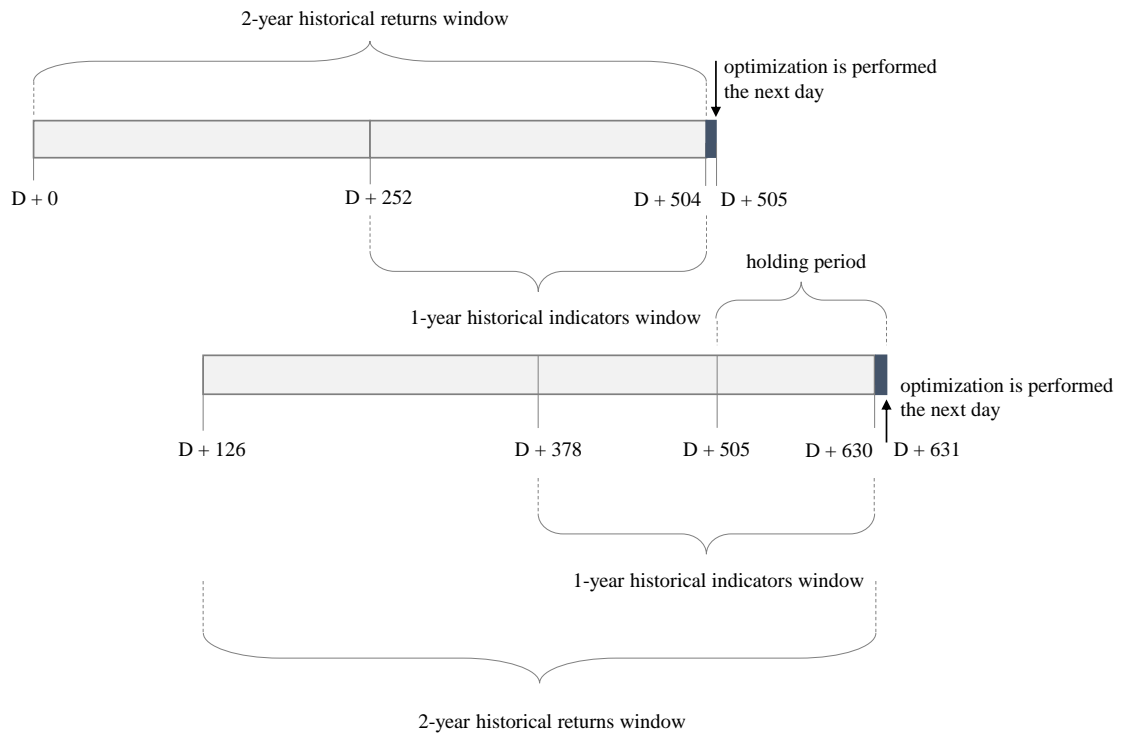 2-year historical returns window
optimization is performed
the next day
D + 0
D + 252
D + 504
D + 505
holding period
1-year historical indicators window
optimization is performed
the next day
D + 126
D + 378
D + 505
D + 630
D + 631
1-year historical indicators window
2-year historical returns window